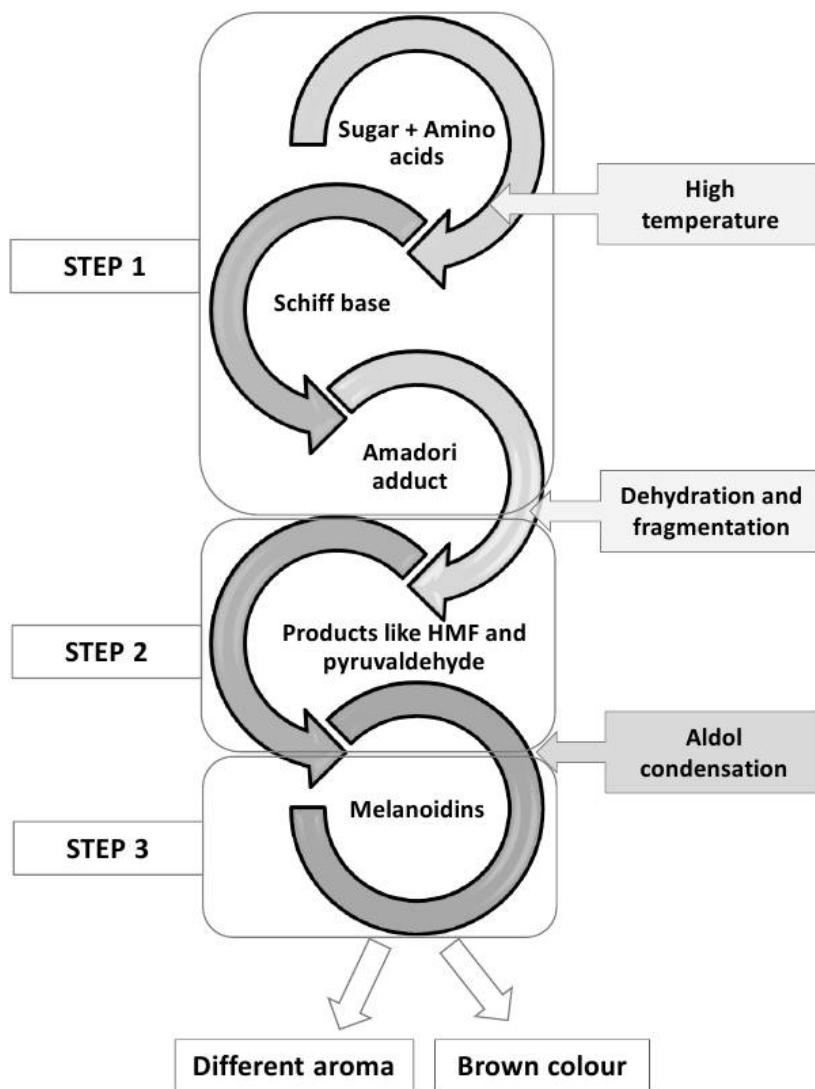 Sugar + Amino
acids
High
temperature
STEP 1
Schiff base
Amadori
adduct
Dehydration and
fragmentation
STEP 2
Products like HMF and
pyruvaldehyde
Aldol
condensation
Melanoidins
STEP 3
Different aroma
Brown colour